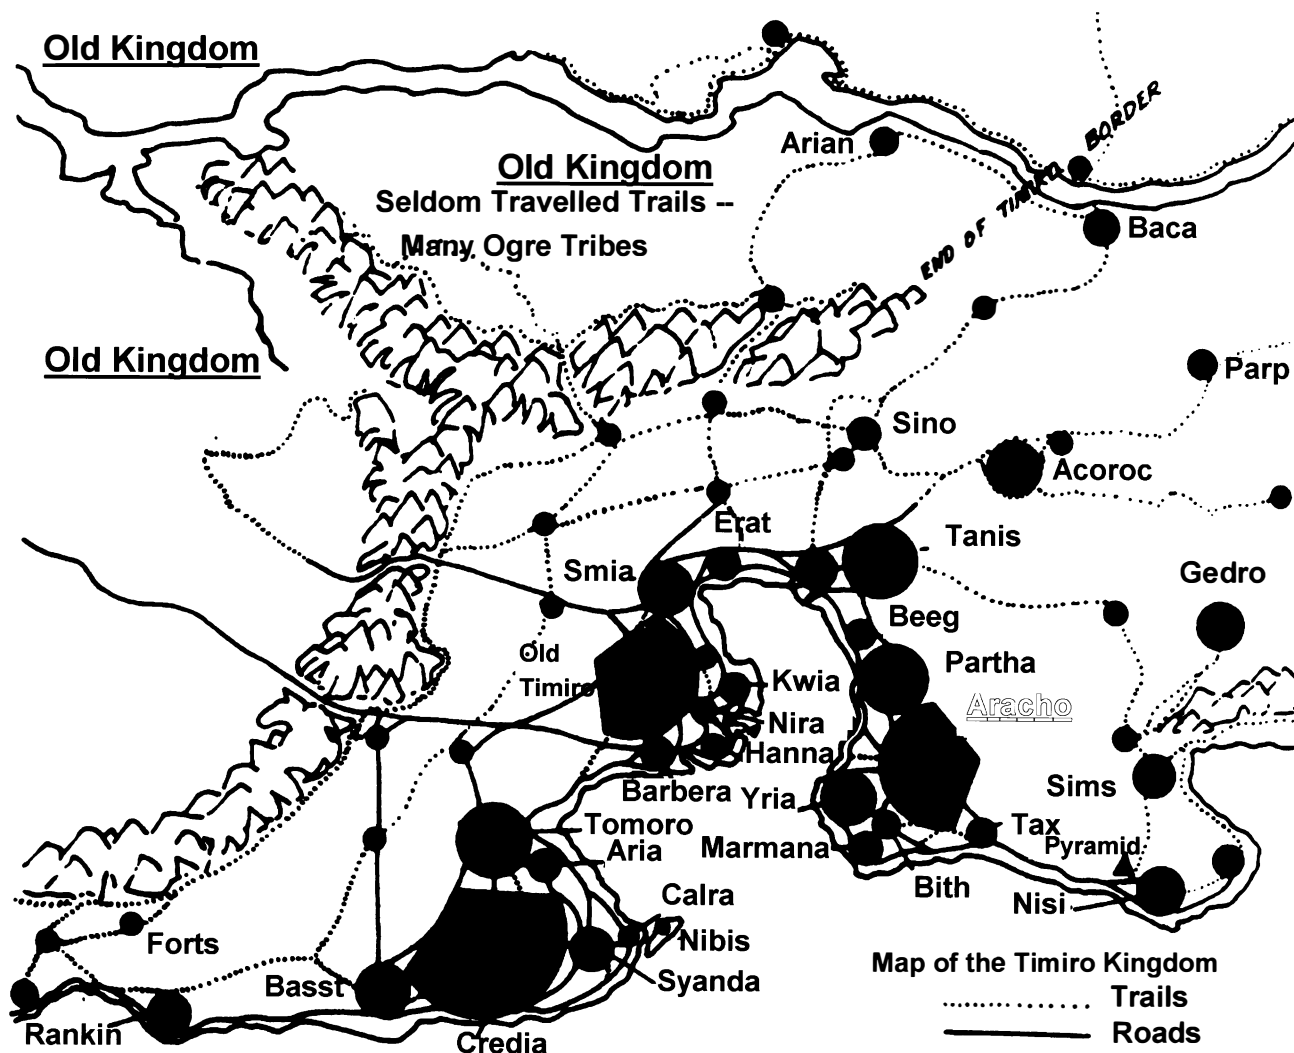 Old Kingdom
BORDER
Arian
Old Kingdom
END OF TIMIRO
Seldom Travelled Trails --
Baca
Many Ogre Tribes
Old Kingdom
Parp
Sino
Acoroc
Erat
Tanis
Smia
Gedro
Beeg
Old
Timiro
Partha
Kwia
Aracho
Nira
Hanna
Barbera
Yria
Sims
Tomoro
Tax
Aria
Marmana
Pyramid
Bith
Calra
Nisi
Forts
Nibis
Syanda
Basst
Map of the Timiro Kingdom
Trails
Rankin
Roads
Credia